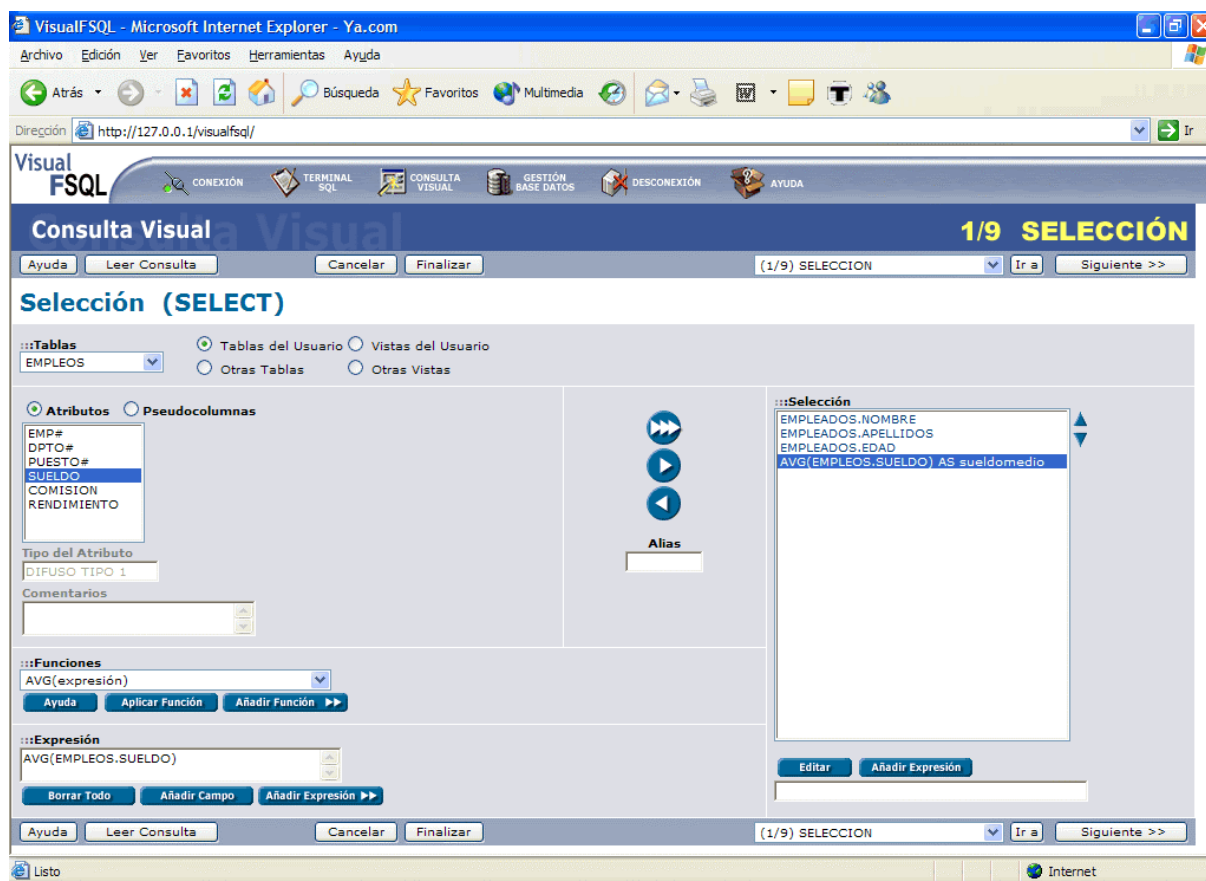 VisualFSQL - Microsoft Internet Explorer - Ya.com
Archivo Edición Ver Favoritos Herramientas Ayuda
Atrás Búsqueda Favoritos Multimedia
Dirección http://127.0.0.1/visualfsql/ Ir
Visual
FSQL
CONEXIÓN
TERMINAL
SQL
CONSULTA
VISUAL
GESTIÓN
BASE DATOS
DESCONEXIÓN
AYUDA
Consulta Visual 1/9 SELECCIÓN
Ayuda Leer Consulta Cancelar Finalizar (1/9) SELECCION Ir a Siguiente >>
Selección (SELECT)
:::Tablas
EMPLEOS
Tablas del Usuario Vistas del Usuario
Otras Tablas Otras Vistas
Atributos Pseudocolumnas
EMP#
DPTO#
PUESTO#
SUELDO
COMISION
RENDIMIENTO
Tipo del Atributo
DIFUSO TIPO 1
Comentarios
Alias
:::Selección
EMPLEADOS.NOMBRE
EMPLEADOS.APELLIDOS
EMPLEADOS.EDAD
AVG(EMPLEOS.SUELDO) AS sueldomedio
:::Funciones
AVG(expresión)
Ayuda Aplicar Función Añadir Función
:::Expresión
AVG(EMPLEOS.SUELDO)
Borrar Todo Añadir Campo Añadir Expresión
Editar Añadir Expresión
Ayuda Leer Consulta Cancelar Finalizar (1/9) SELECCION Ir a Siguiente >>
Listo Internet